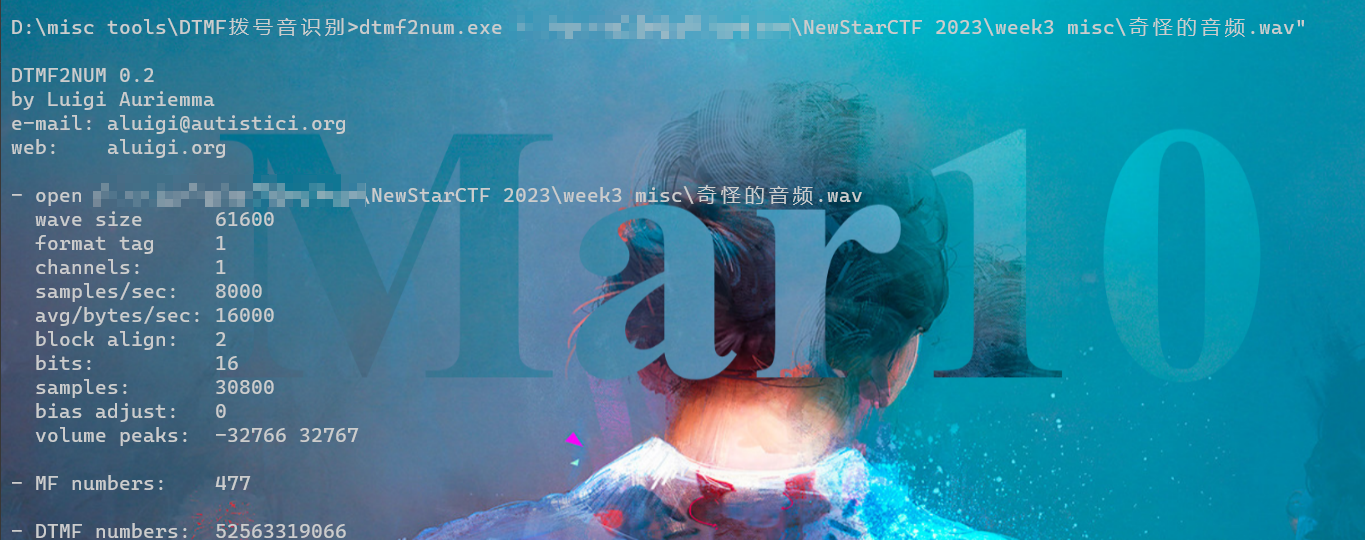 D:\misc tools\DTMF拨号音识别>dtmf2num.exe \NewStarCTF 2023\week3 misc\奇怪的音频.wav"
DTMF2NUM 0.2
by Luigi Auriemma
e-mail: aluigi@autistici.org
web:    aluigi.org
- open \NewStarCTF 2023\week3 misc\奇怪的音频.wav
wave size      61600
format tag     1
channels:      1
samples/sec:   8000
avg/bytes/sec: 16000
block align:   2
bits:          16
samples:       30800
bias adjust:   0
volume peaks:  -32766 32767
- MF numbers:    477
- DTMF numbers:  52563319066
Mar10